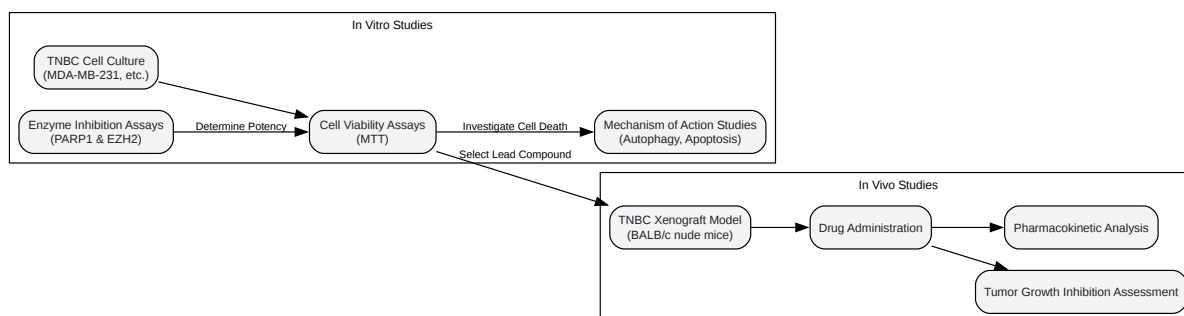 In Vitro Studies
TNBC Cell Culture
(MDA-MB-231, etc.)
Enzyme Inhibition Assays
(PARP1 & EZH2)
Determine Potency
Cell Viability Assays
(MTT)
Investigate Cell Death
Mechanism of Action Studies
(Autophagy, Apoptosis)
Select Lead Compound
In Vivo Studies
TNBC Xenograft Model
(BALB/c nude mice)
Drug Administration
Pharmacokinetic Analysis
Tumor Growth Inhibition Assessment